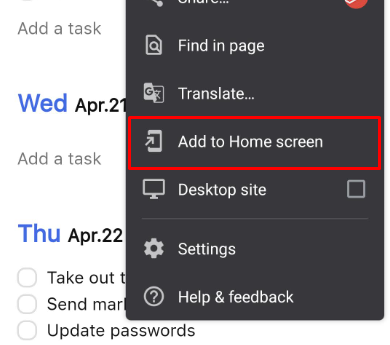 Share...
Add a task
Find in page
Translate...
Wed Apr.21
Add to Home screen
Add a task
Desktop site
Thu Apr.22
Settings
Take out
Send
Help & feedback
Update passwords